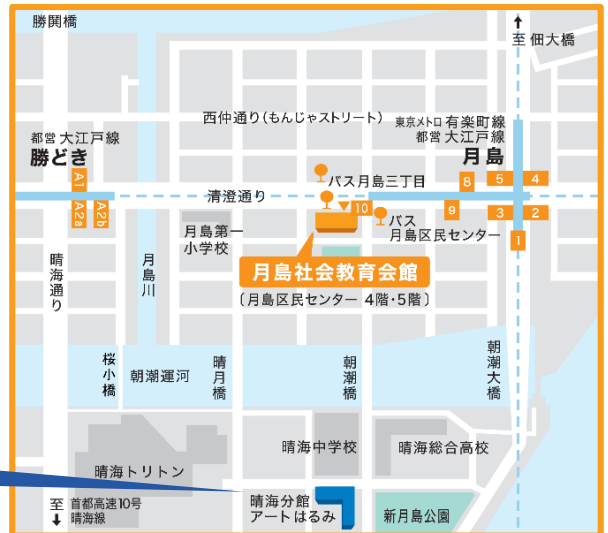 勝鬨橋
至 佃大橋
西仲通り(もんじゃストリート)
東京メトロ 有楽町線
都営 大江戸線
月島
都営 大江戸線
勝どき
A1
A2a
A2b
清澄通り
バス月島三丁目
10
8
9
5
4
3
2
1
バス
月島区民センター
月島第一
小学校
月島社会教育会館
〔月島区民センター 4階・5階〕
晴海通り
月島川
桜小橋
朝潮運河
晴月橋
朝潮橋
朝潮大橋
晴海中学校
晴海総合高校
晴海トリトン
晴海分館
アートはるみ
新月島公園
至 首都高速10号
晴海線